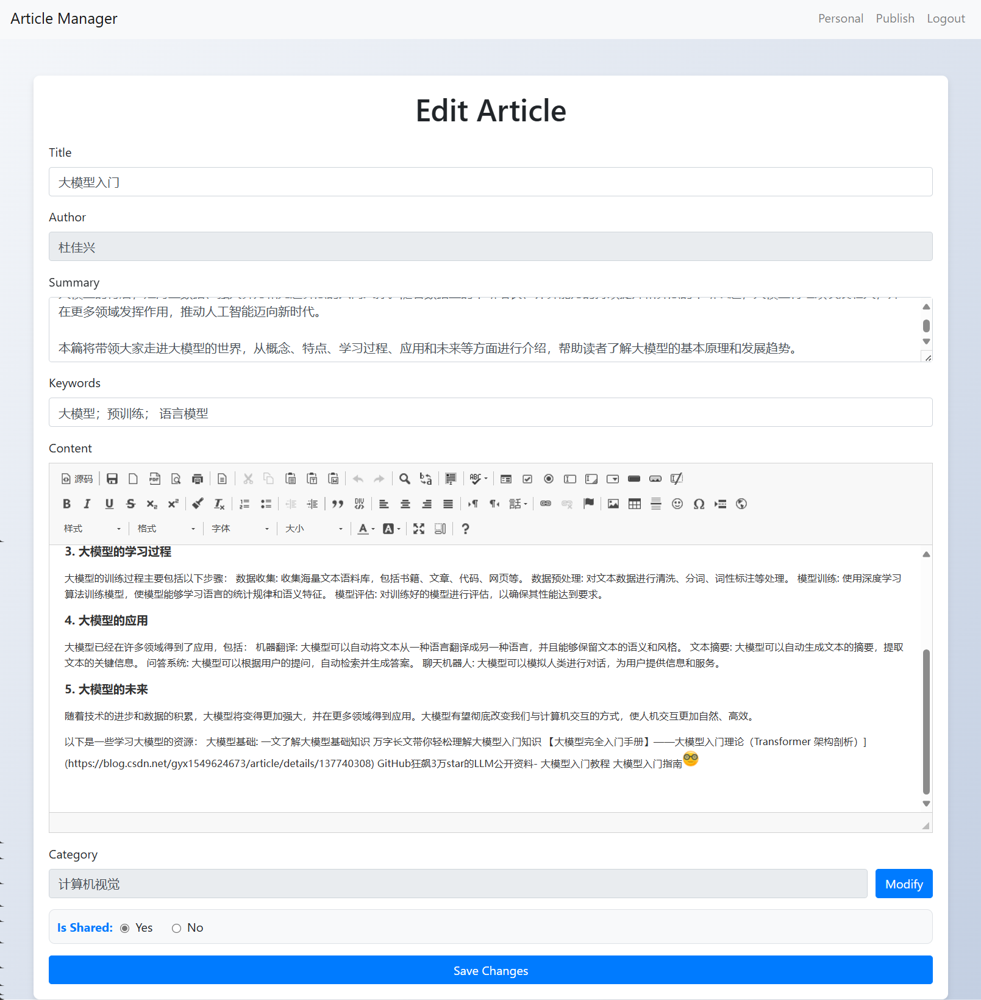 Article Manager
Personal Publish Logout
Edit Article
Title
大模型入门
Author
杜佳兴
Summary
在更多领域发挥作用，推动人工智能迈向新时代。
本篇将带领大家走进大模型的世界，从概念、特点、学习过程、应用和未来等方面进行介绍，帮助读者了解大模型的基本原理和发展趋势。
Keywords
大模型；预训练； 语言模型
Content
源码
样式 格式 字体 大小
3. 大模型的学习过程
大模型的训练过程主要包括以下步骤： 数据收集: 收集海量文本语料库，包括书籍、文章、代码、网页等。 数据预处理: 对文本数据进行清洗、分词、词性标注等处理。 模型训练: 使用深度学习
算法训练模型，使模型能够学习语言的统计规律和语义特征。 模型评估: 对训练好的模型进行评估，以确保其性能达到要求。
4. 大模型的应用
大模型已经在许多领域得到了应用，包括： 机器翻译: 大模型可以自动将文本从一种语言翻译成另一种语言，并且能够保留文本的语义和风格。 文本摘要: 大模型可以自动生成文本的摘要，提取
文本的关键信息。 问答系统: 大模型可以根据用户的提问，自动检索并生成答案。 聊天机器人: 大模型可以模拟人类进行对话，为用户提供信息和服务。
5. 大模型的未来
随着技术的进步和数据的积累，大模型将变得更加强大，并在更多领域得到应用。大模型有望彻底改变我们与计算机交互的方式，使人机交互更加自然、高效。
以下是一些学习大模型的资源： 大模型基础: 一文了解大模型基础知识 万字长文带你轻松理解大模型入门知识 【大模型完全入门手册】——大模型入门理论（Transformer 架构剖析）]
(https://blog.csdn.net/gyx1549624673/article/details/137740308) GitHub狂飙3万star的LLM公开资料- 大模型入门教程 大模型入门指南
Category
计算机视觉
Modify
Is Shared: Yes No
Save Changes